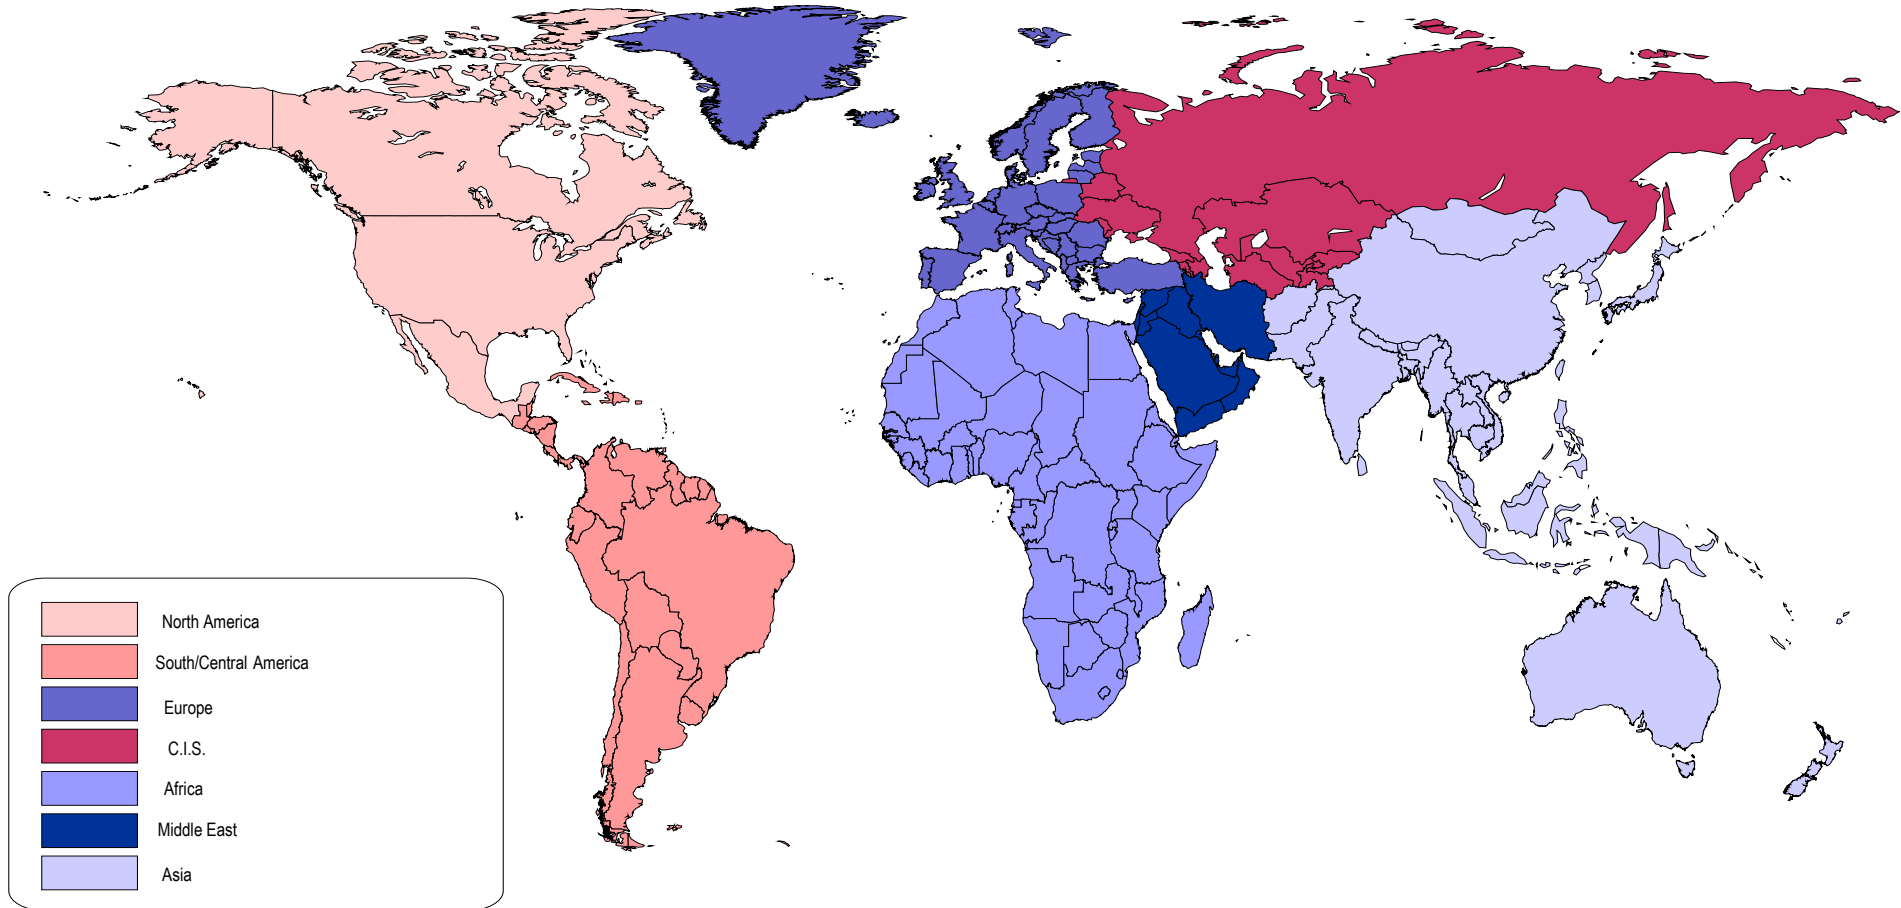 North America
South/Central America
Europe
C.I.S.
Africa
Middle East
Asia